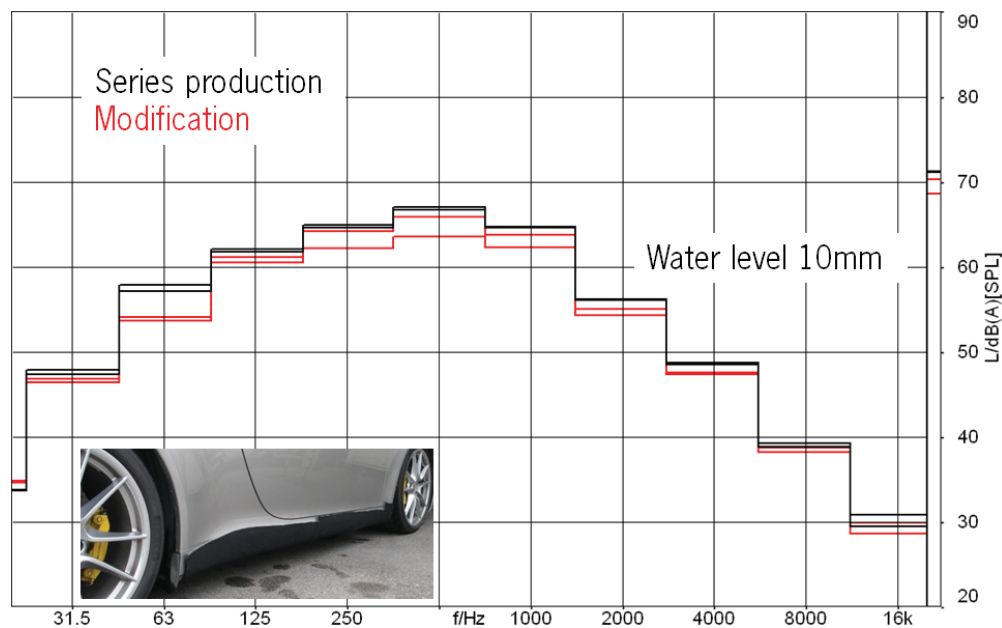 Series production
Modification
Water level 10mm
90
80
70
60
50
40
30
20
L/dB(A)[SPL]
31.5 63 125 250 f/Hz 1000 2000 4000 8000 16k